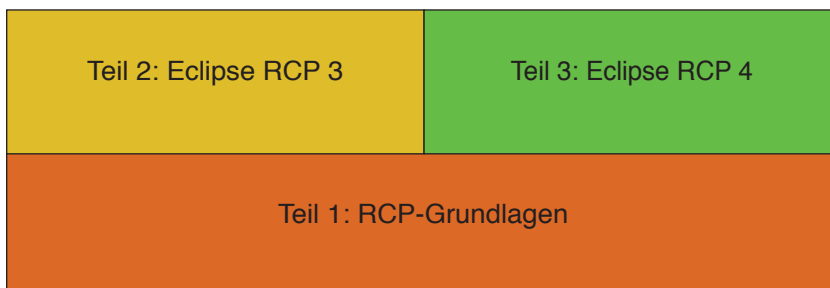 Teil 2: Eclipse RCP 3
Teil 3: Eclipse RCP 4
Teil 1: RCP-Grundlagen